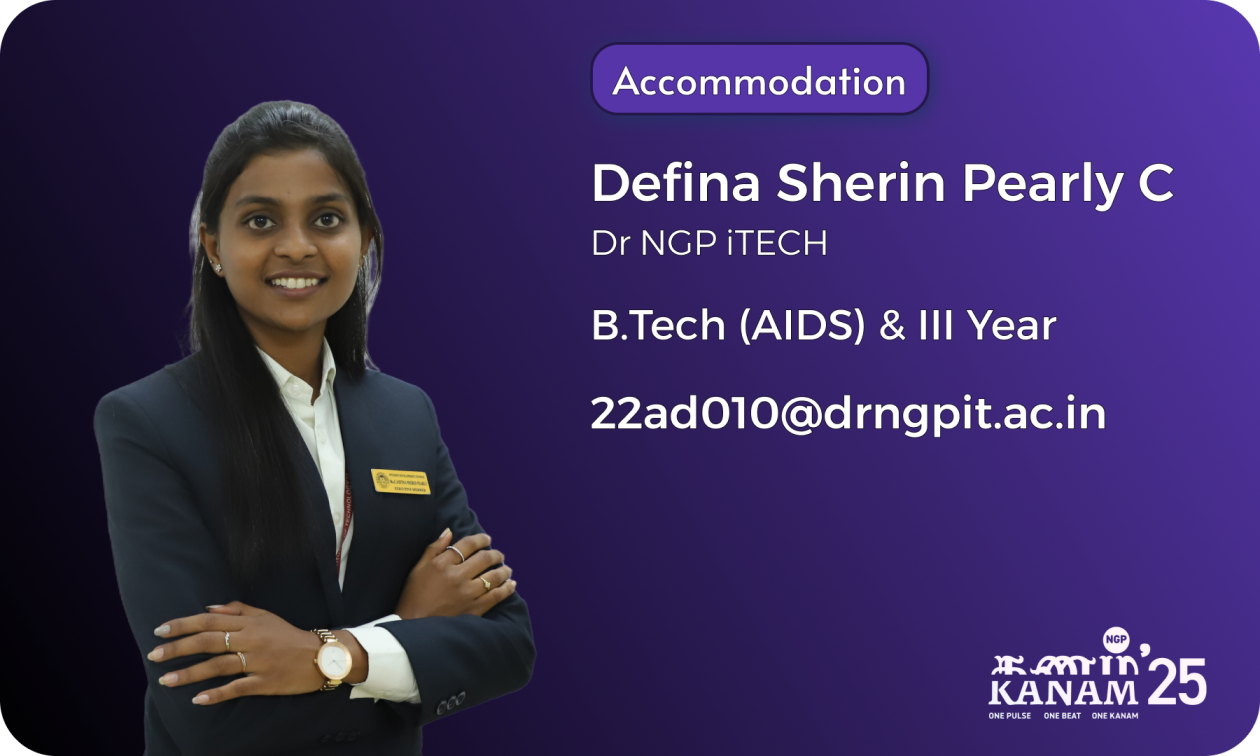 Accommodation
Defina Sherin Pearly C
Dr NGP iTECH
B.Tech (AIDS) & III Year
22ad010@drngpit.ac.in
NGP
KANAM '25
ONE PULSE ONE BEAT ONE KANAM